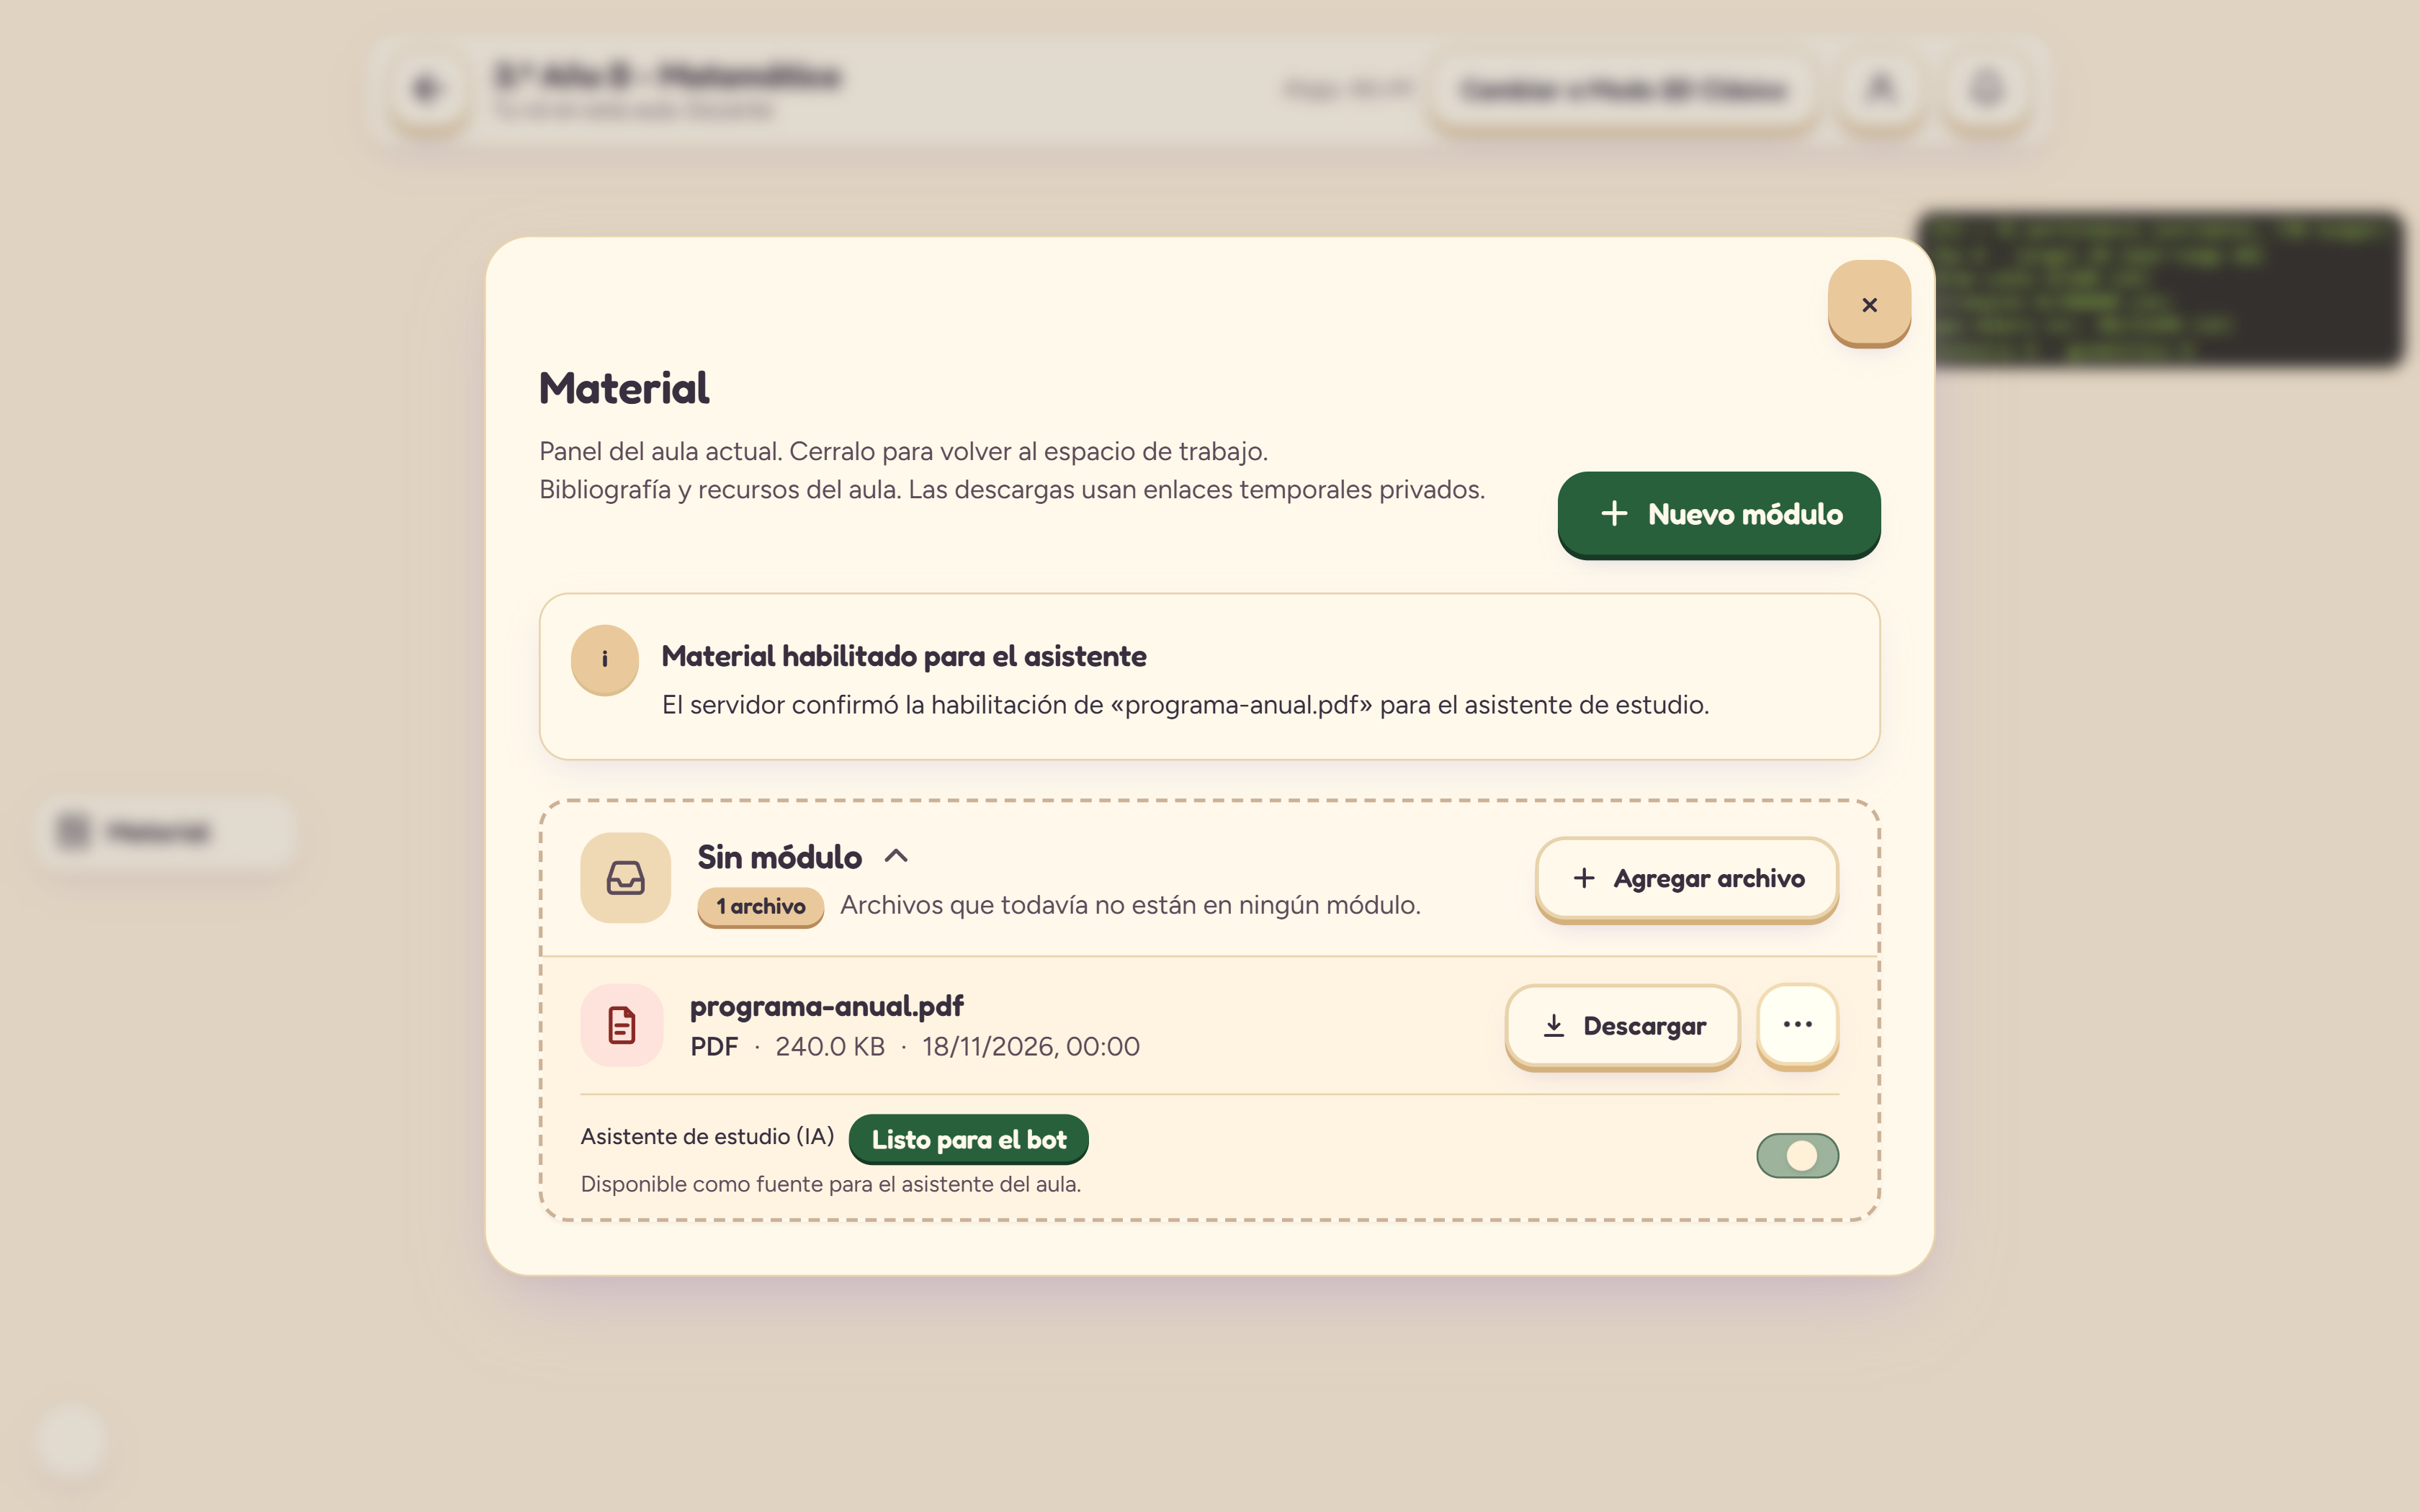 Material
Panel del aula actual. Cerralo para volver al espacio de trabajo.
Bibliografía y recursos del aula. Las descargas usan enlaces temporales privados.
Nuevo módulo
Material habilitado para el asistente
El servidor confirmó la habilitación de «programa-anual.pdf» para el asistente de estudio.
Sin módulo
1 archivo Archivos que todavía no están en ningún módulo.
Agregar archivo
programa-anual.pdf
PDF · 240.0 KB · 18/11/2026, 00:00
Descargar
Asistente de estudio (IA) Listo para el bot
Disponible como fuente para el asistente del aula.
Material